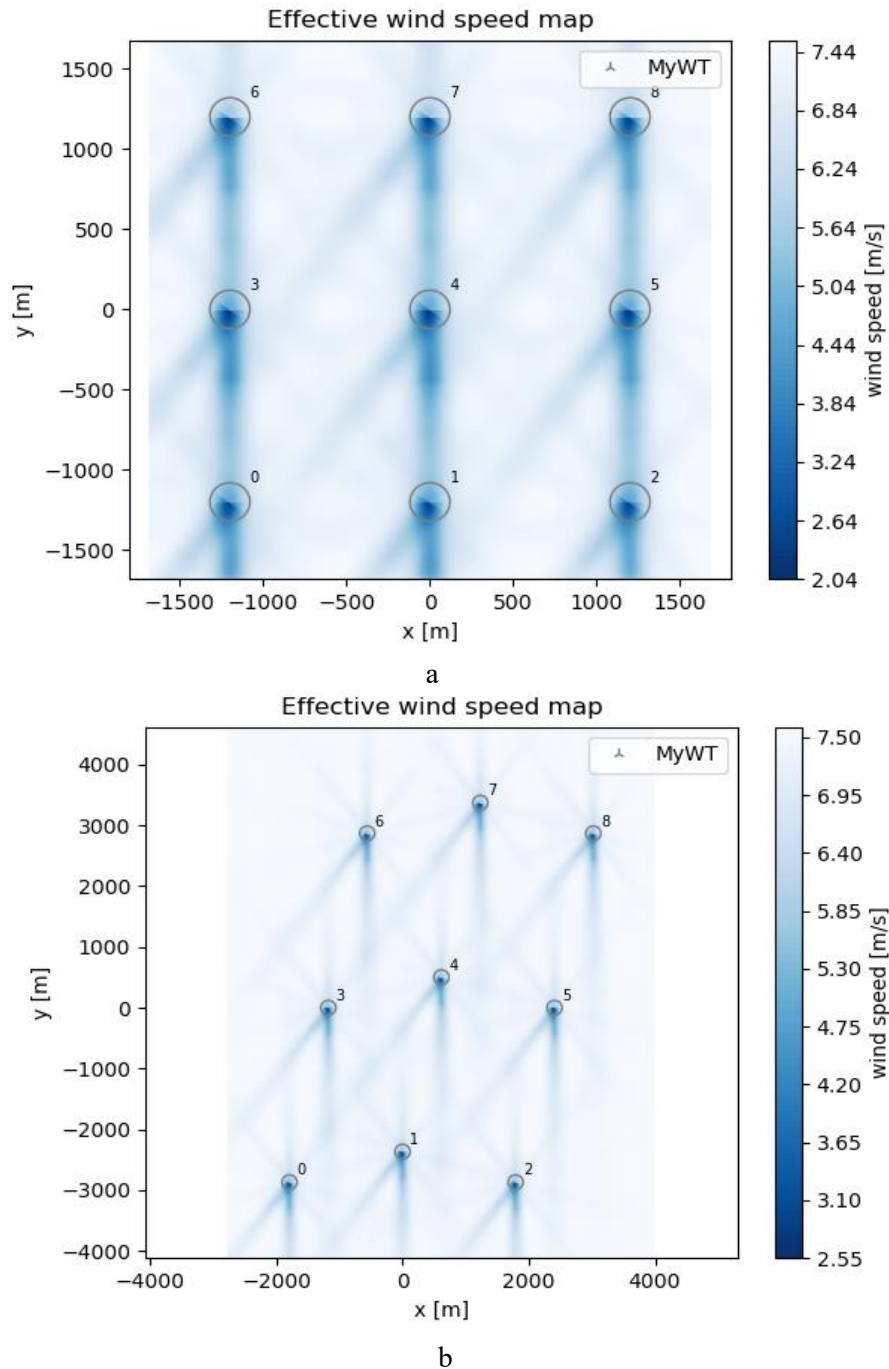 Effective wind speed map
MyWT
6 7 8
3 4 5
0 1 2
1500
1000
500
0
−500
−1000
−1500
y [m]
−1500 −1000 −500 0 500 1000 1500
x [m]
7.44
6.84
6.24
5.64
5.04
4.44
3.84
3.24
2.64
2.04
wind speed [m/s]
a
Effective wind speed map
MyWT
7
6 8
4
3 5
1
0 2
4000
3000
2000
1000
0
−1000
−2000
−3000
−4000
y [m]
−4000 −2000 0 2000 4000
x [m]
7.50
6.95
6.40
5.85
5.30
4.75
4.20
3.65
3.10
2.55
wind speed [m/s]
b